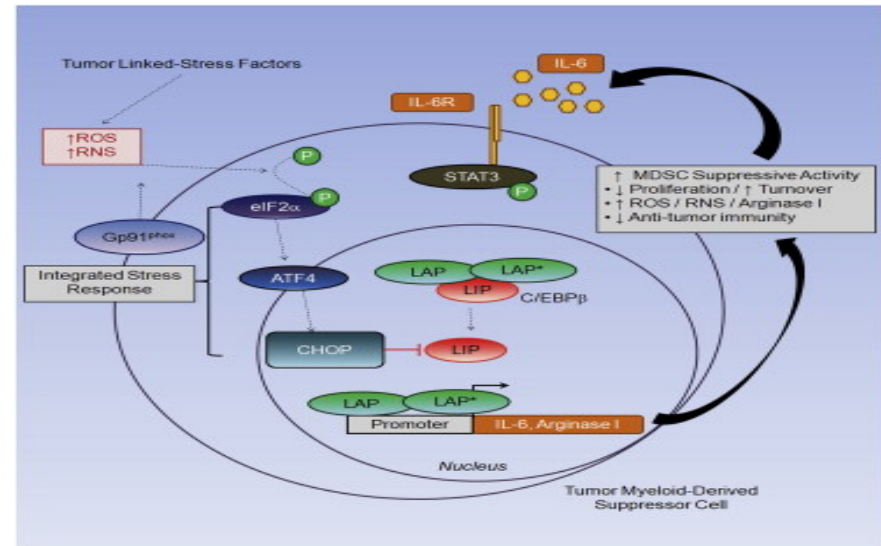 Tumor Linked-Stress Factors
IL-6
IL-6R
↑ROS
↑RNS
P
STAT3
P
P
eIF2α
↑ MDSC Suppressive Activity
• ↓ Proliferation / ↑ Turnover
• ↑ ROS / RNS / Arginase I
• ↓ Anti-tumor immunity
Gp91phox
Integrated Stress
Response
ATF4
LAP
LAP*
LIP
C/EBPβ
CHOP
LIP
LAP
LAP*
Promoter
IL-6, Arginase I
Nucleus
Tumor Myeloid-Derived
Suppressor Cell